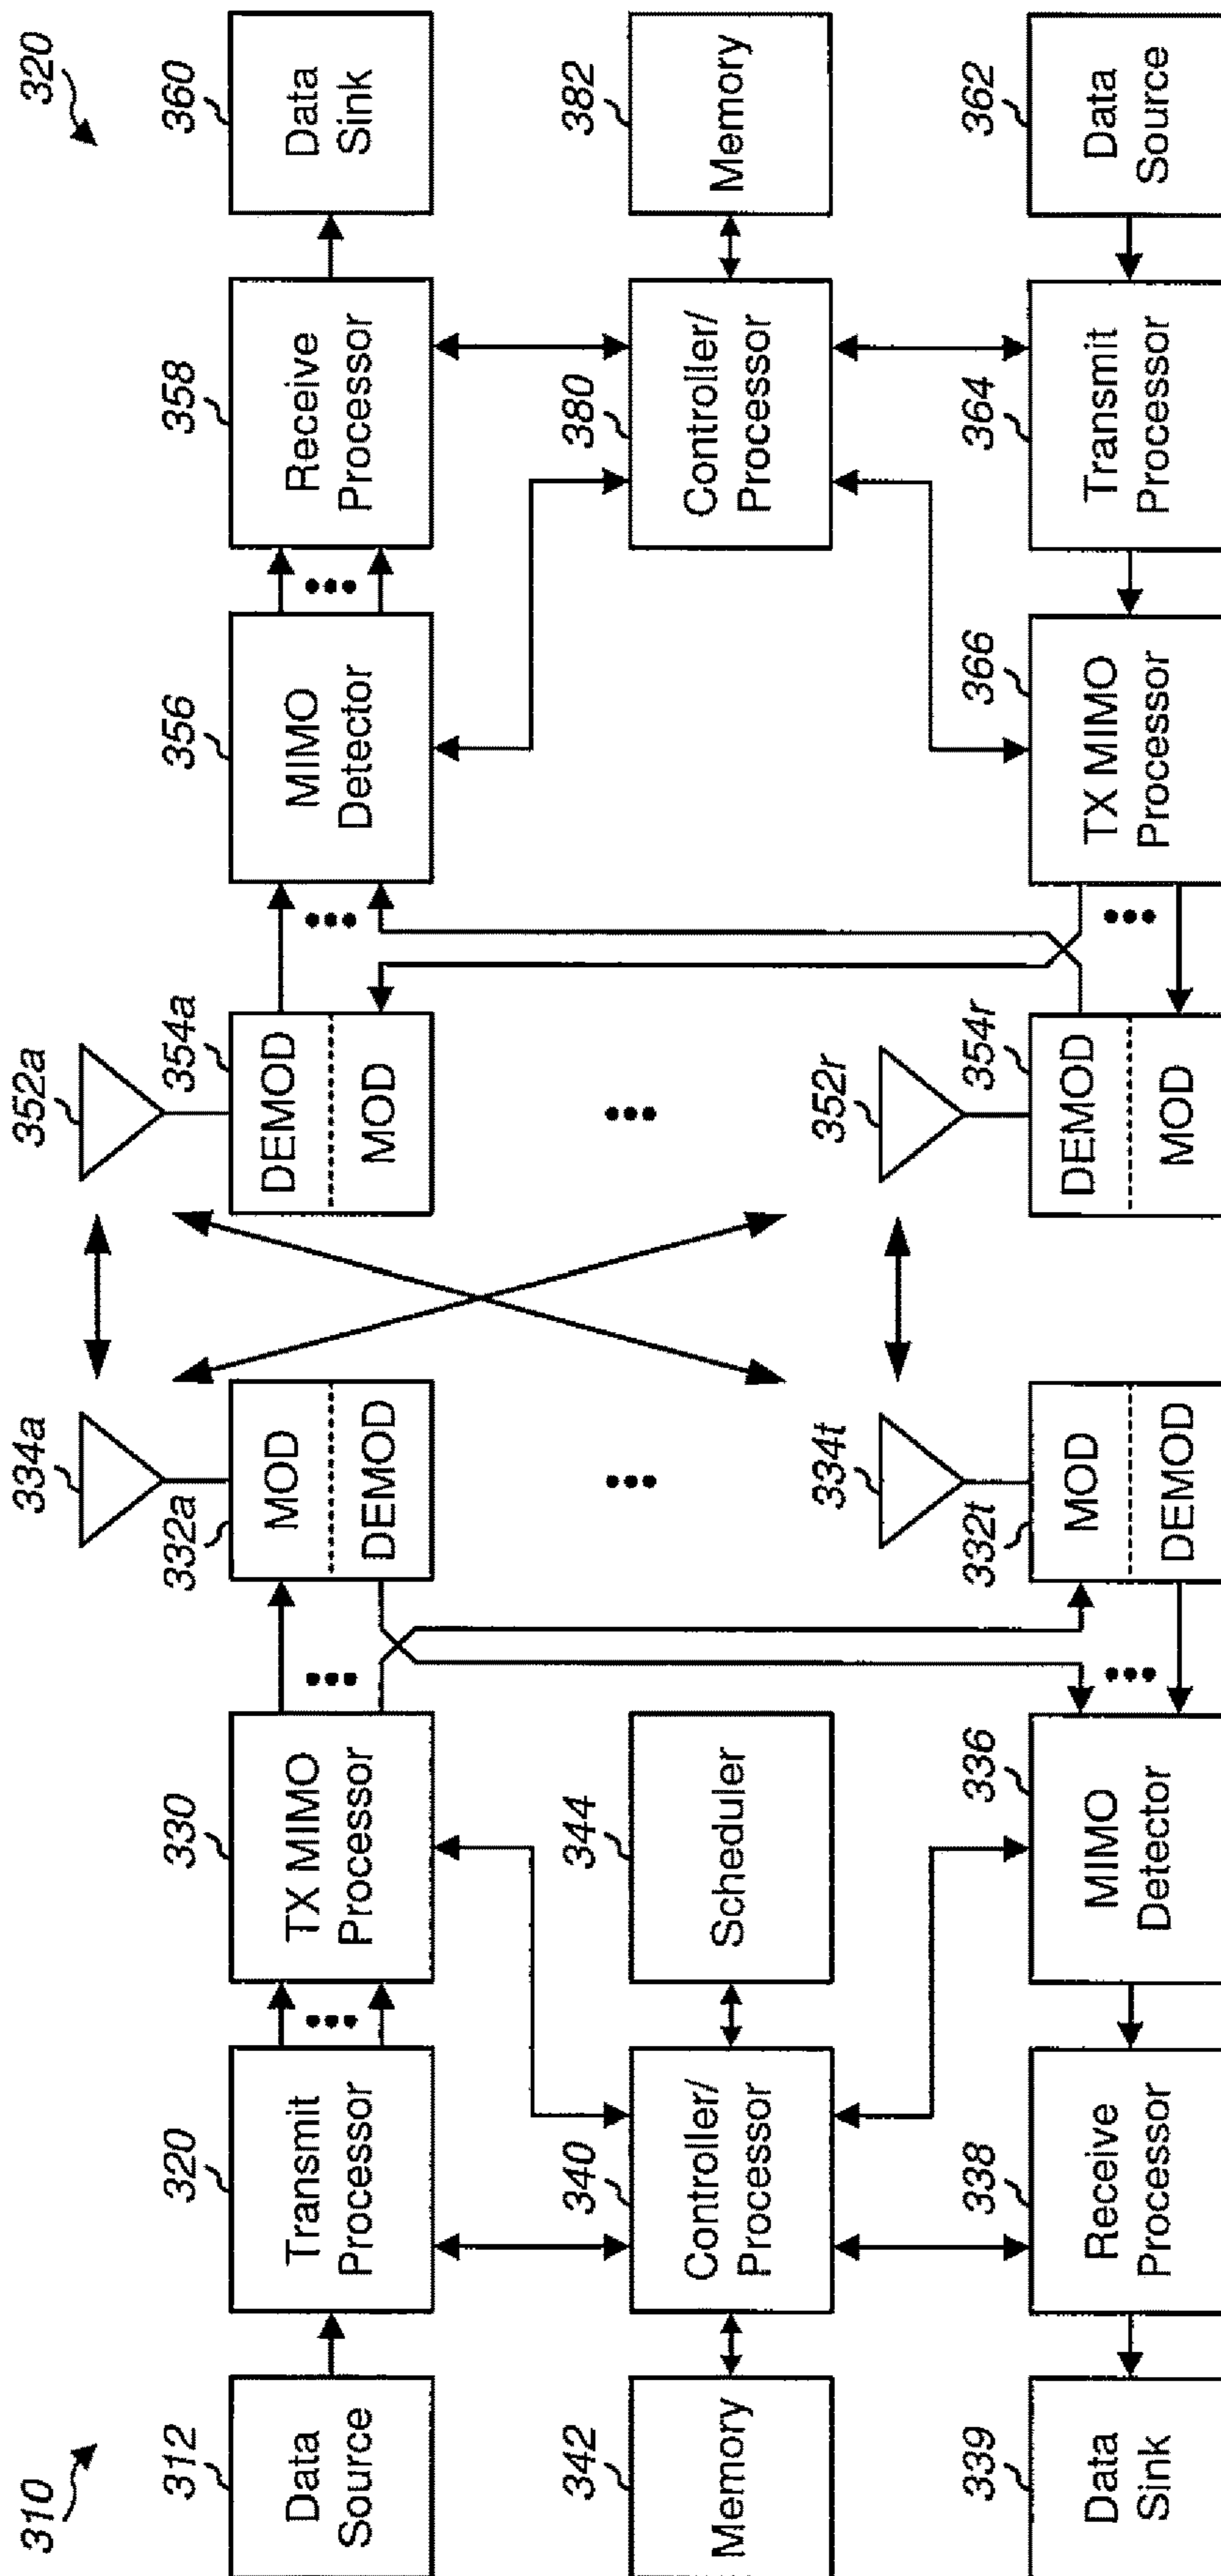 310
320
312
Data
Source
320
Transmit
Processor
330
TX MIMO
Processor
332a
MOD
DEMOD
334a
352a
354a
DEMOD
MOD
356
MIMO
Detector
358
Receive
Processor
360
Data
Sink
342
Memory
340
Controller/
Processor
344
Scheduler
380
Controller/
Processor
382
Memory
339
Data
Sink
338
Receive
Processor
336
MIMO
Detector
332t
MOD
DEMOD
334t
352r
354r
DEMOD
MOD
366
TX MIMO
Processor
364
Transmit
Processor
362
Data
Source